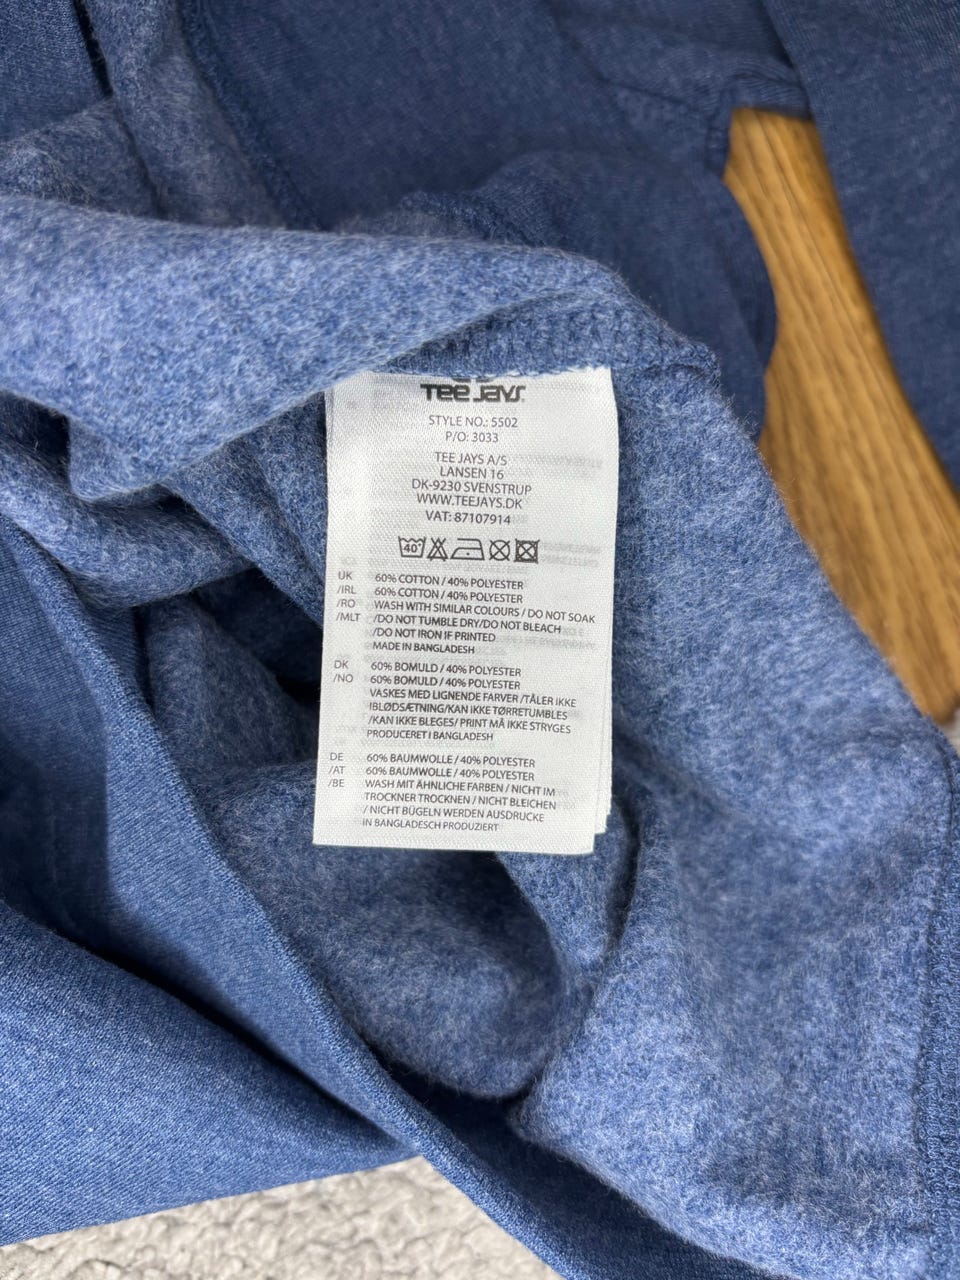 Tee Jays
STYLE NO.: 5502
P/O: 3033
TEE JAYS A/S
LANSEN 16
DK-9230 SVENSTRUP
WWW.TEEJAYS.DK
VAT: 87107914
40°
UK 60% COTTON / 40% POLYESTER
/IRL 60% COTTON / 40% POLYESTER
/RO WASH WITH SIMILAR COLOURS / DO NOT SOAK
/MLT /DO NOT TUMBLE DRY/DO NOT BLEACH
/DO NOT IRON IF PRINTED
MADE IN BANGLADESH
DK 60% BOMULD / 40% POLYESTER
/NO 60% BOMULD / 40% POLYESTER
VASKES MED LIGNENDE FARVER /TÅLER IKKE
IBLØDSÆTNING/KAN IKKE TØRRETUMBLES
/KAN IKKE BLEGES/ PRINT MÅ IKKE STRYGES
PRODUCERET I BANGLADESH
DE 60% BAUMWOLLE / 40% POLYESTER
/AT 60% BAUMWOLLE / 40% POLYESTER
/BE WASH MIT ÄHNLICHE FARBEN / NICHT IM
TROCKNER TROCKNEN / NICHT BLEICHEN
/ NICHT BÜGELN WERDEN AUSDRUCKE
IN BANGLADESCH PRODUZIERT